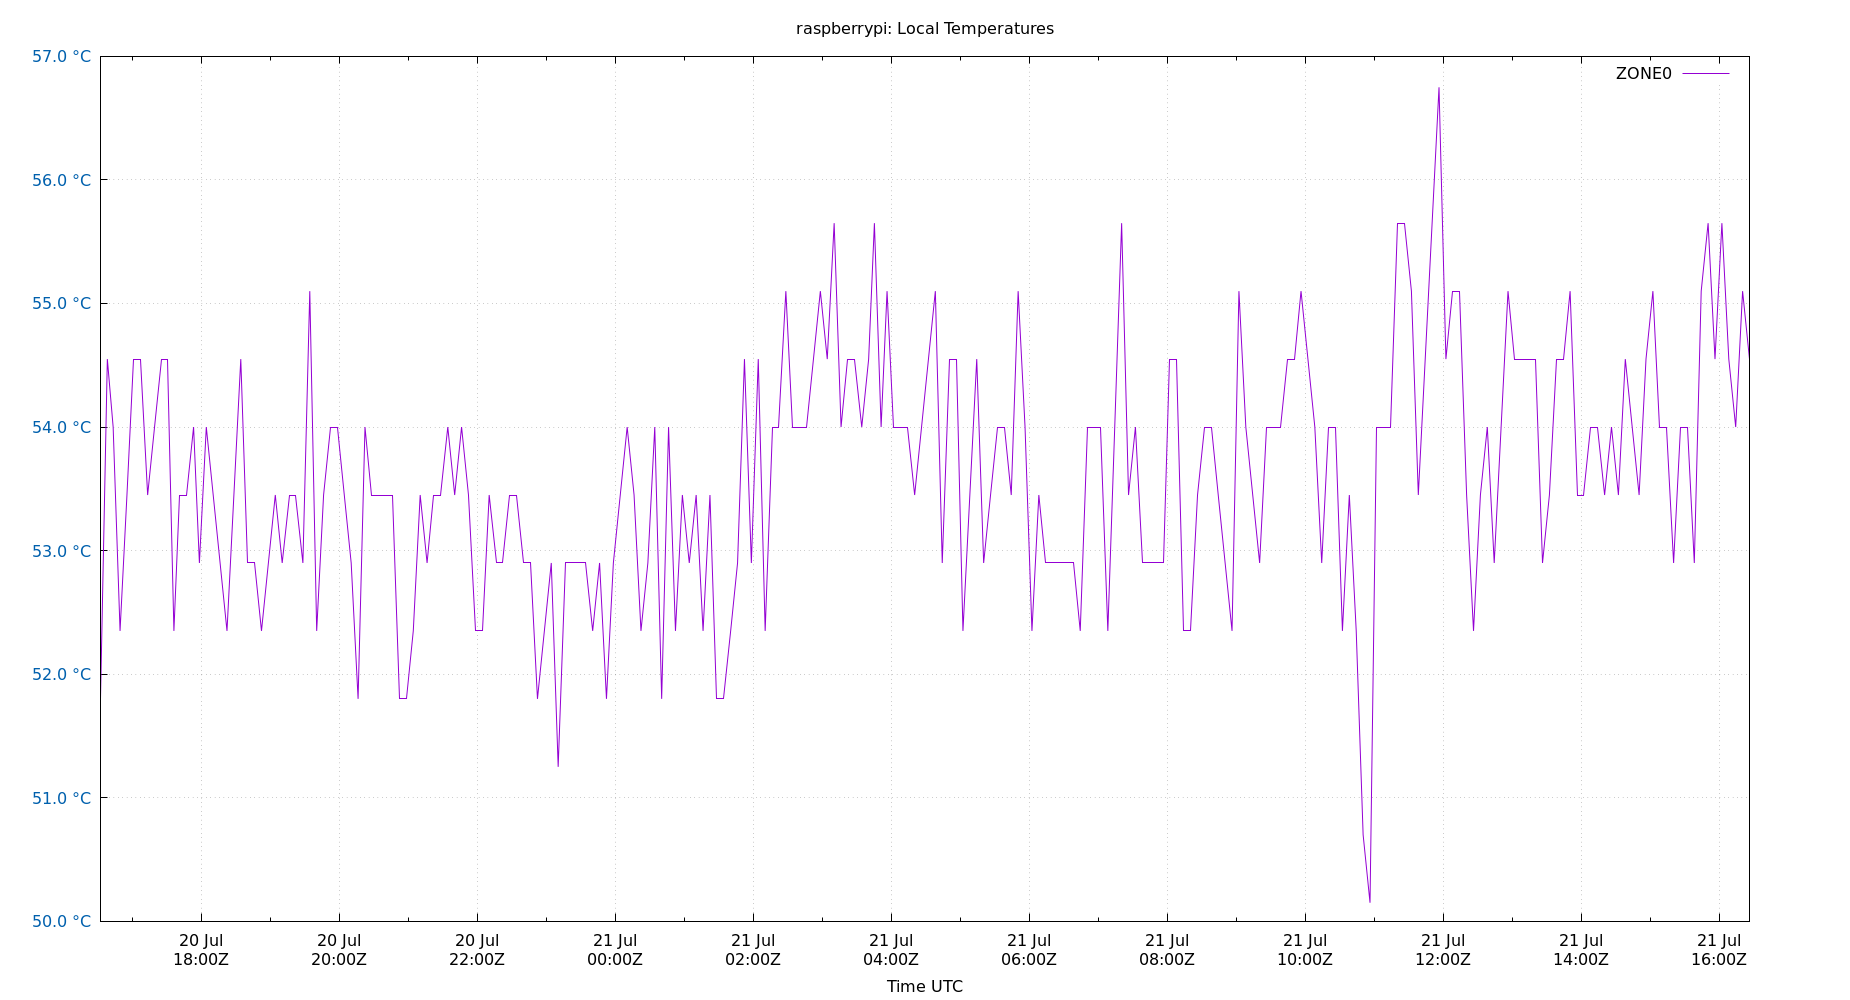 raspberrypi: Local Temperatures
ZONE0
57.0 °C
56.0 °C
55.0 °C
54.0 °C
53.0 °C
52.0 °C
51.0 °C
50.0 °C
20 Jul 20 Jul 20 Jul 21 Jul 21 Jul 21 Jul 21 Jul 21 Jul 21 Jul 21 Jul 21 Jul 21 Jul
18:00Z 20:00Z 22:00Z 00:00Z 02:00Z 04:00Z 06:00Z 08:00Z 10:00Z 12:00Z 14:00Z 16:00Z
Time UTC